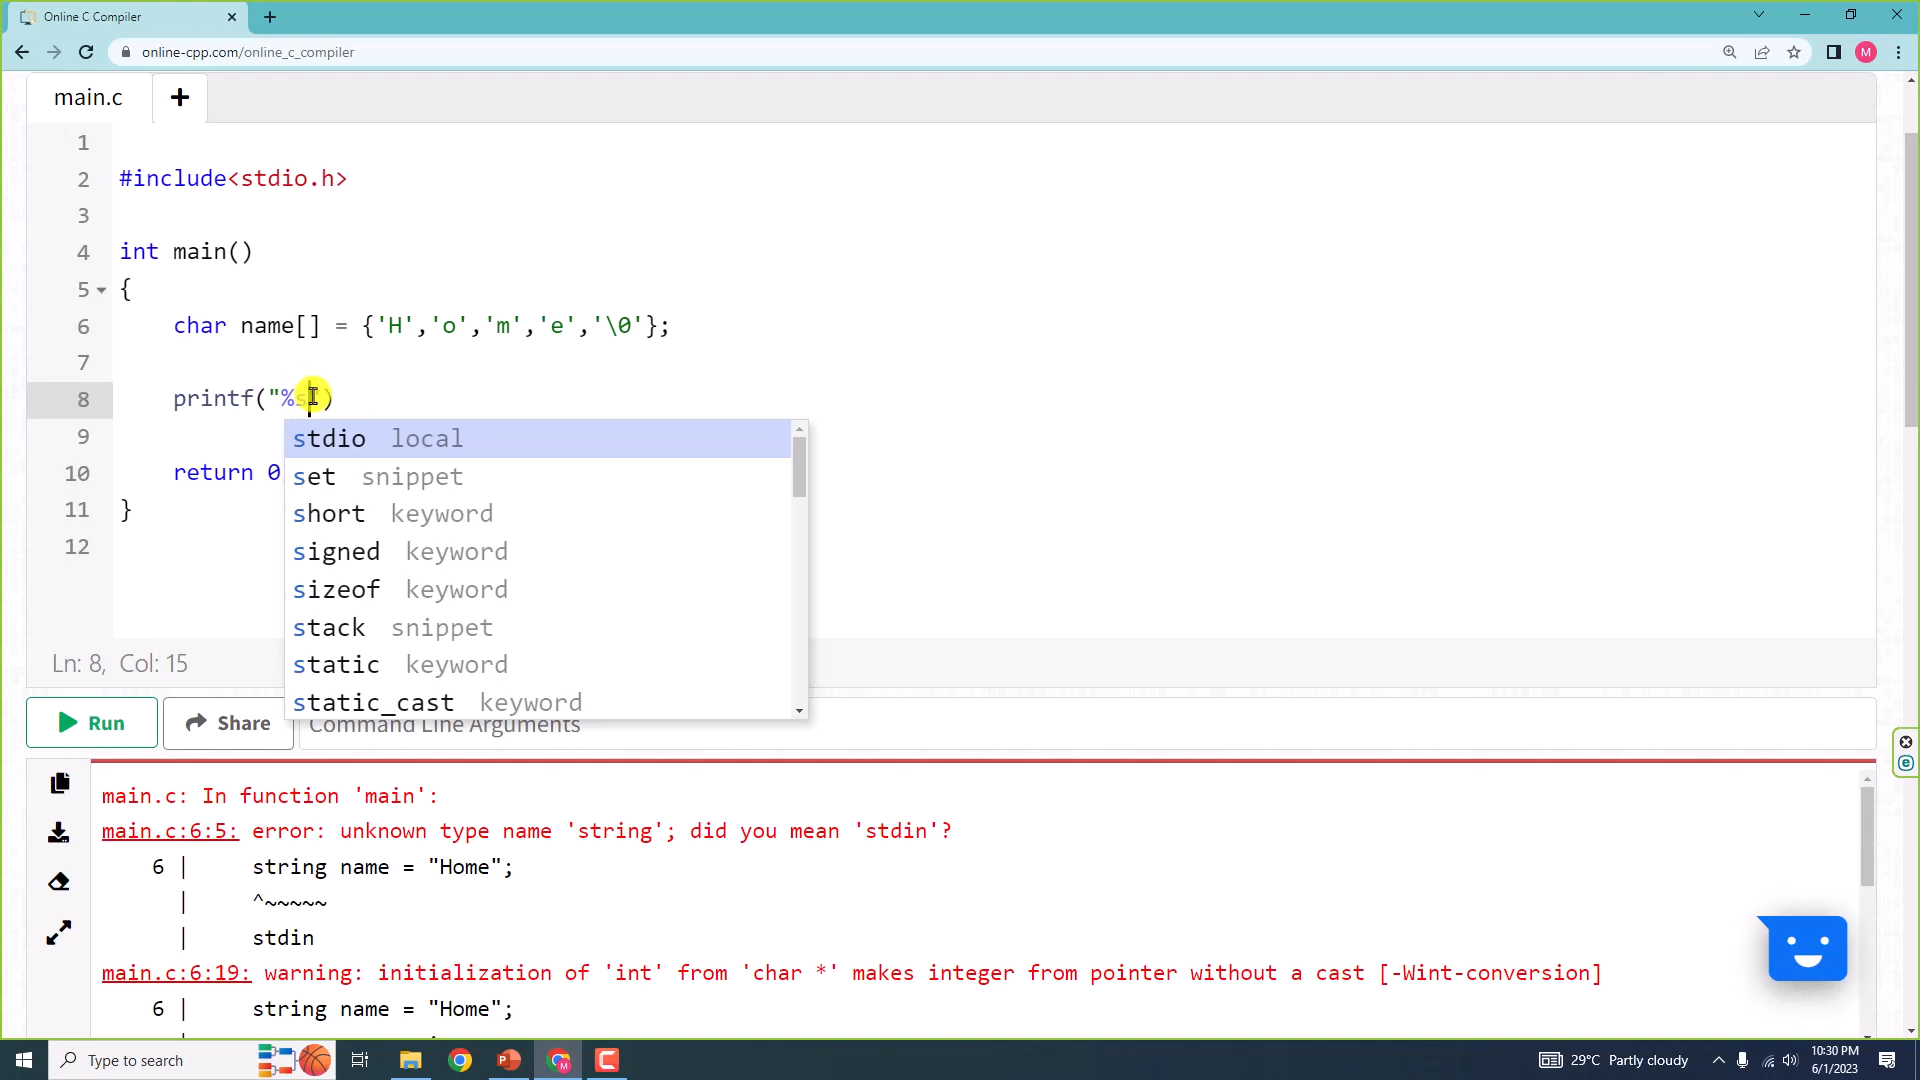 Online C Compiler
online-cpp.com/online_c_compiler
M
main.c
1
2 #include<stdio.h>
3
4 int main()
5 {
6 char name[] = {'H','o','m','e','\0'};
7
8 printf("%s")
9
10 return 0
11 }
12
stdio local
set snippet
short keyword
signed keyword
sizeof keyword
stack snippet
static keyword
static_cast keyword
Ln: 8, Col: 15
Run
Share
Command Line Arguments
main.c: In function 'main':
main.c:6:5: error: unknown type name 'string'; did you mean 'stdin'?
6 | string name = "Home";
| ^~~~~~
| stdin
main.c:6:19: warning: initialization of 'int' from 'char *' makes integer from pointer without a cast [-Wint-conversion]
6 | string name = "Home";
Type to search
29°C Partly cloudy
10:30 PM
6/1/2023